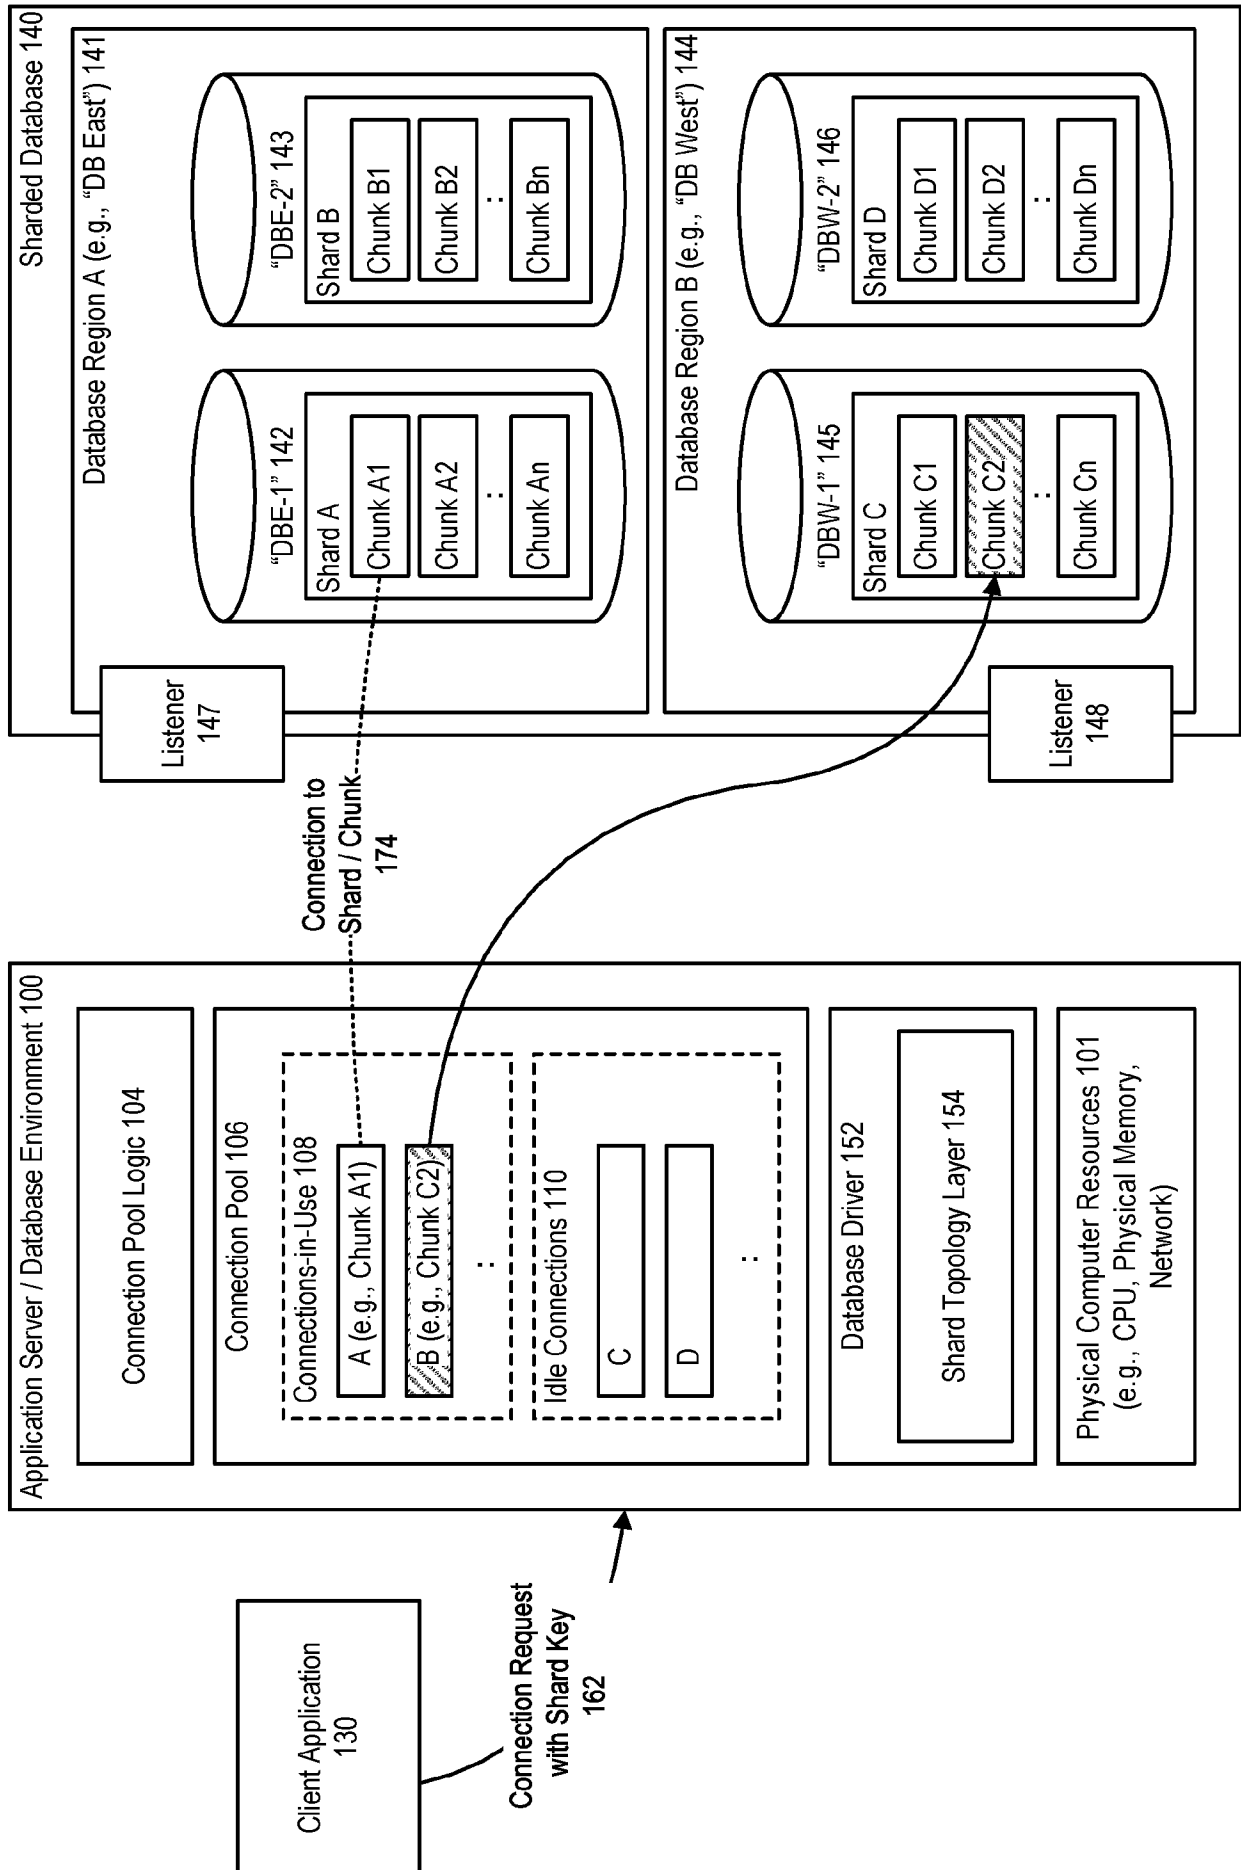 Client Application
130
Connection Request
with Shard Key
162
Application Server / Database Environment 100
Connection Pool Logic 104
Connection Pool 106
Connections-in-Use 108
A (e.g., Chunk A1)
B (e.g., Chunk C2)
:
Idle Connections 110
C
D
:
Database Driver 152
Shard Topology Layer 154
Physical Computer Resources 101
(e.g., CPU, Physical Memory,
Network)
Connection to
Shard / Chunk
174
Sharded Database 140
Database Region A (e.g., “DB East”) 141
Listener
147
“DBE-1” 142
Shard A
Chunk A1
Chunk A2
:
Chunk An
“DBE-2” 143
Shard B
Chunk B1
Chunk B2
:
Chunk Bn
Database Region B (e.g., “DB West”) 144
Listener
148
“DBW-1” 145
Shard C
Chunk C1
Chunk C2
:
Chunk Cn
“DBW-2” 146
Shard D
Chunk D1
Chunk D2
:
Chunk Dn